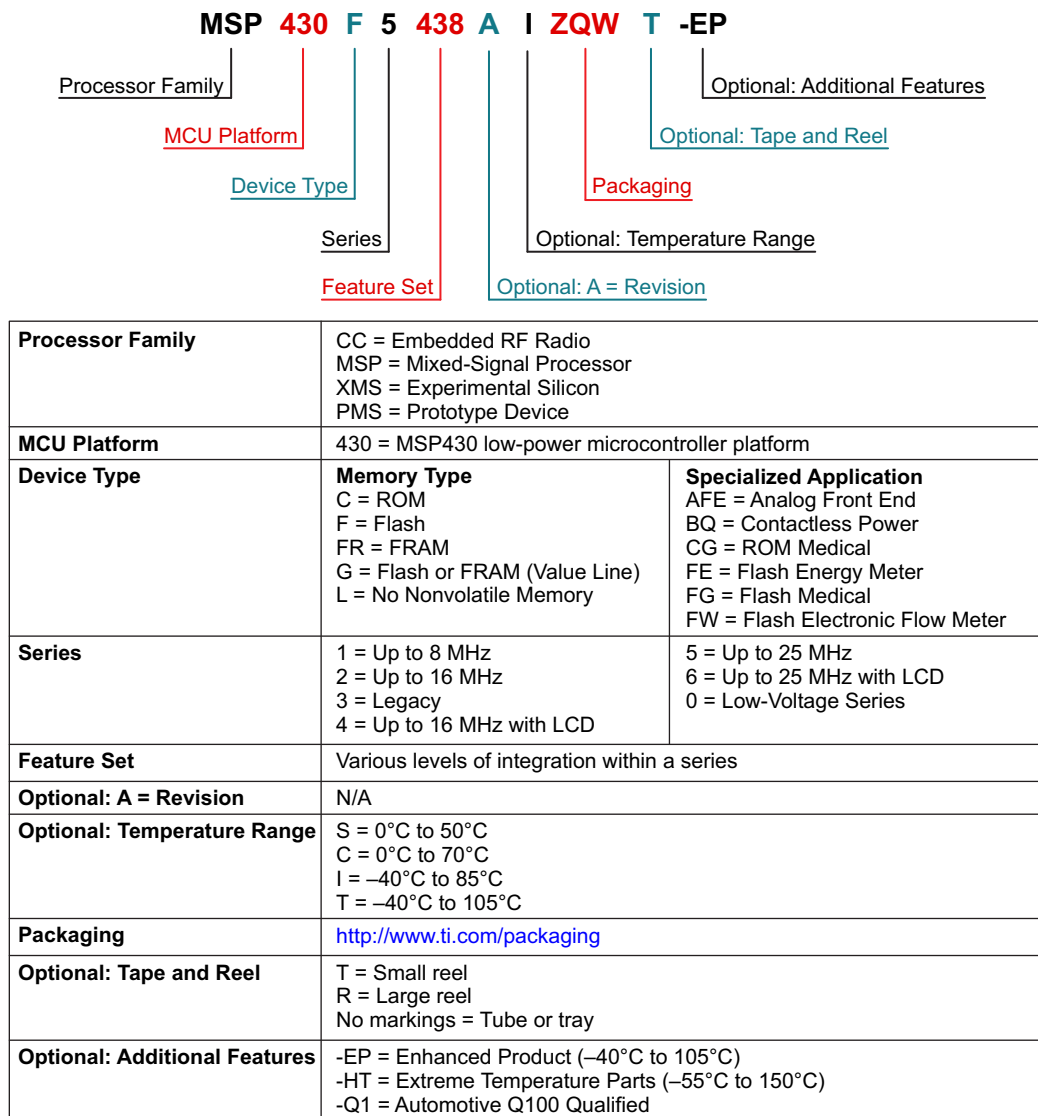 MSP 430 F 5 438 A I ZQW T -EP
Processor Family
Optional: Additional Features
MCU Platform
Optional: Tape and Reel
Device Type
Packaging
Series
Optional: Temperature Range
Feature Set
Optional: A = Revision
Processor Family
CC = Embedded RF Radio
MSP = Mixed-Signal Processor
XMS = Experimental Silicon
PMS = Prototype Device
MCU Platform
430 = MSP430 low-power microcontroller platform
Device Type
Memory Type
C = ROM
F = Flash
FR = FRAM
G = Flash or FRAM (Value Line)
L = No Nonvolatile Memory
Specialized Application
AFE = Analog Front End
BQ = Contactless Power
CG = ROM Medical
FE = Flash Energy Meter
FG = Flash Medical
FW = Flash Electronic Flow Meter
Series
1 = Up to 8 MHz
2 = Up to 16 MHz
3 = Legacy
4 = Up to 16 MHz with LCD
5 = Up to 25 MHz
6 = Up to 25 MHz with LCD
0 = Low-Voltage Series
Feature Set
Various levels of integration within a series
Optional: A = Revision
N/A
Optional: Temperature Range
S = 0°C to 50°C
C = 0°C to 70°C
I = –40°C to 85°C
T = –40°C to 105°C
Packaging
http://www.ti.com/packaging
Optional: Tape and Reel
T = Small reel
R = Large reel
No markings = Tube or tray
Optional: Additional Features
-EP = Enhanced Product (–40°C to 105°C)
-HT = Extreme Temperature Parts (–55°C to 150°C)
-Q1 = Automotive Q100 Qualified